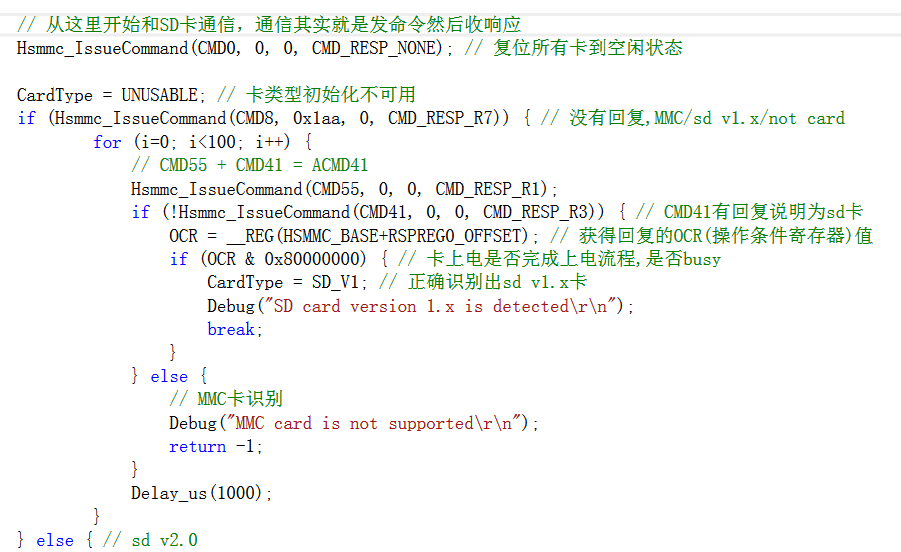 // 从这里开始和SD卡通信，通信其实就是发命令然后收响应
Hsmmc_IssueCommand(CMD0, 0, 0, CMD_RESP_NONE); // 复位所有卡到空闲状态
CardType = UNUSABLE; // 卡类型初始化不可用
if (Hsmmc_IssueCommand(CMD8, 0x1aa, 0, CMD_RESP_R7)) { // 没有回复,MMC/sd v1.x/not card
for (i=0; i<100; i++) {
// CMD55 + CMD41 = ACMD41
Hsmmc_IssueCommand(CMD55, 0, 0, CMD_RESP_R1);
if (!Hsmmc_IssueCommand(CMD41, 0, 0, CMD_RESP_R3)) { // CMD41有回复说明为sd卡
OCR = __REG(HSMMC_BASE+RSPREG0_OFFSET); // 获得回复的OCR(操作条件寄存器)值
if (OCR & 0x80000000) { // 卡上电是否完成上电流程,是否busy
CardType = SD_V1; // 正确识别出sd v1.x卡
Debug("SD card version 1.x is detected\r\n");
break;
}
} else {
// MMC卡识别
Debug("MMC card is not supported\r\n");
return -1;
}
Delay_us(1000);
}
} else { // sd v2.0